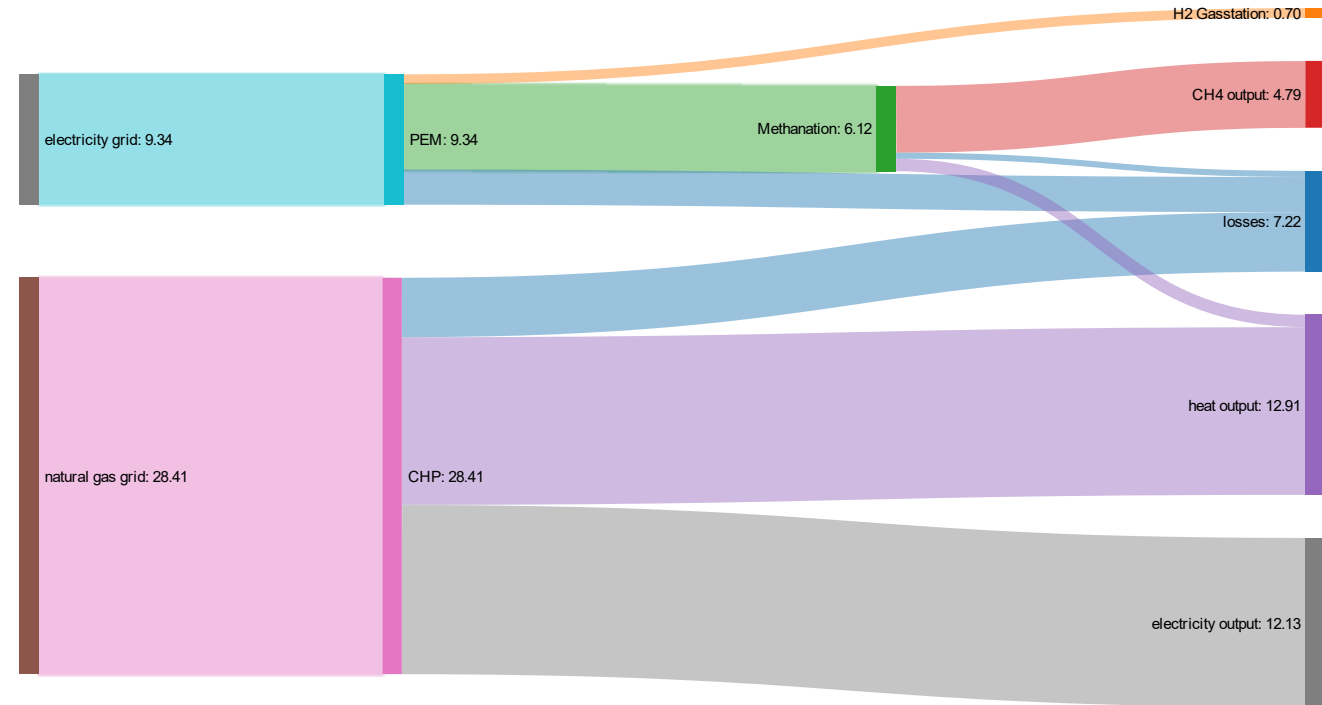 H2 Gasstation: 0.70
CH4 output: 4.79
Methanation: 6.12
electricity grid: 9.34
PEM: 9.34
losses: 7.22
heat output: 12.91
natural gas grid: 28.41
CHP: 28.41
electricity output: 12.13